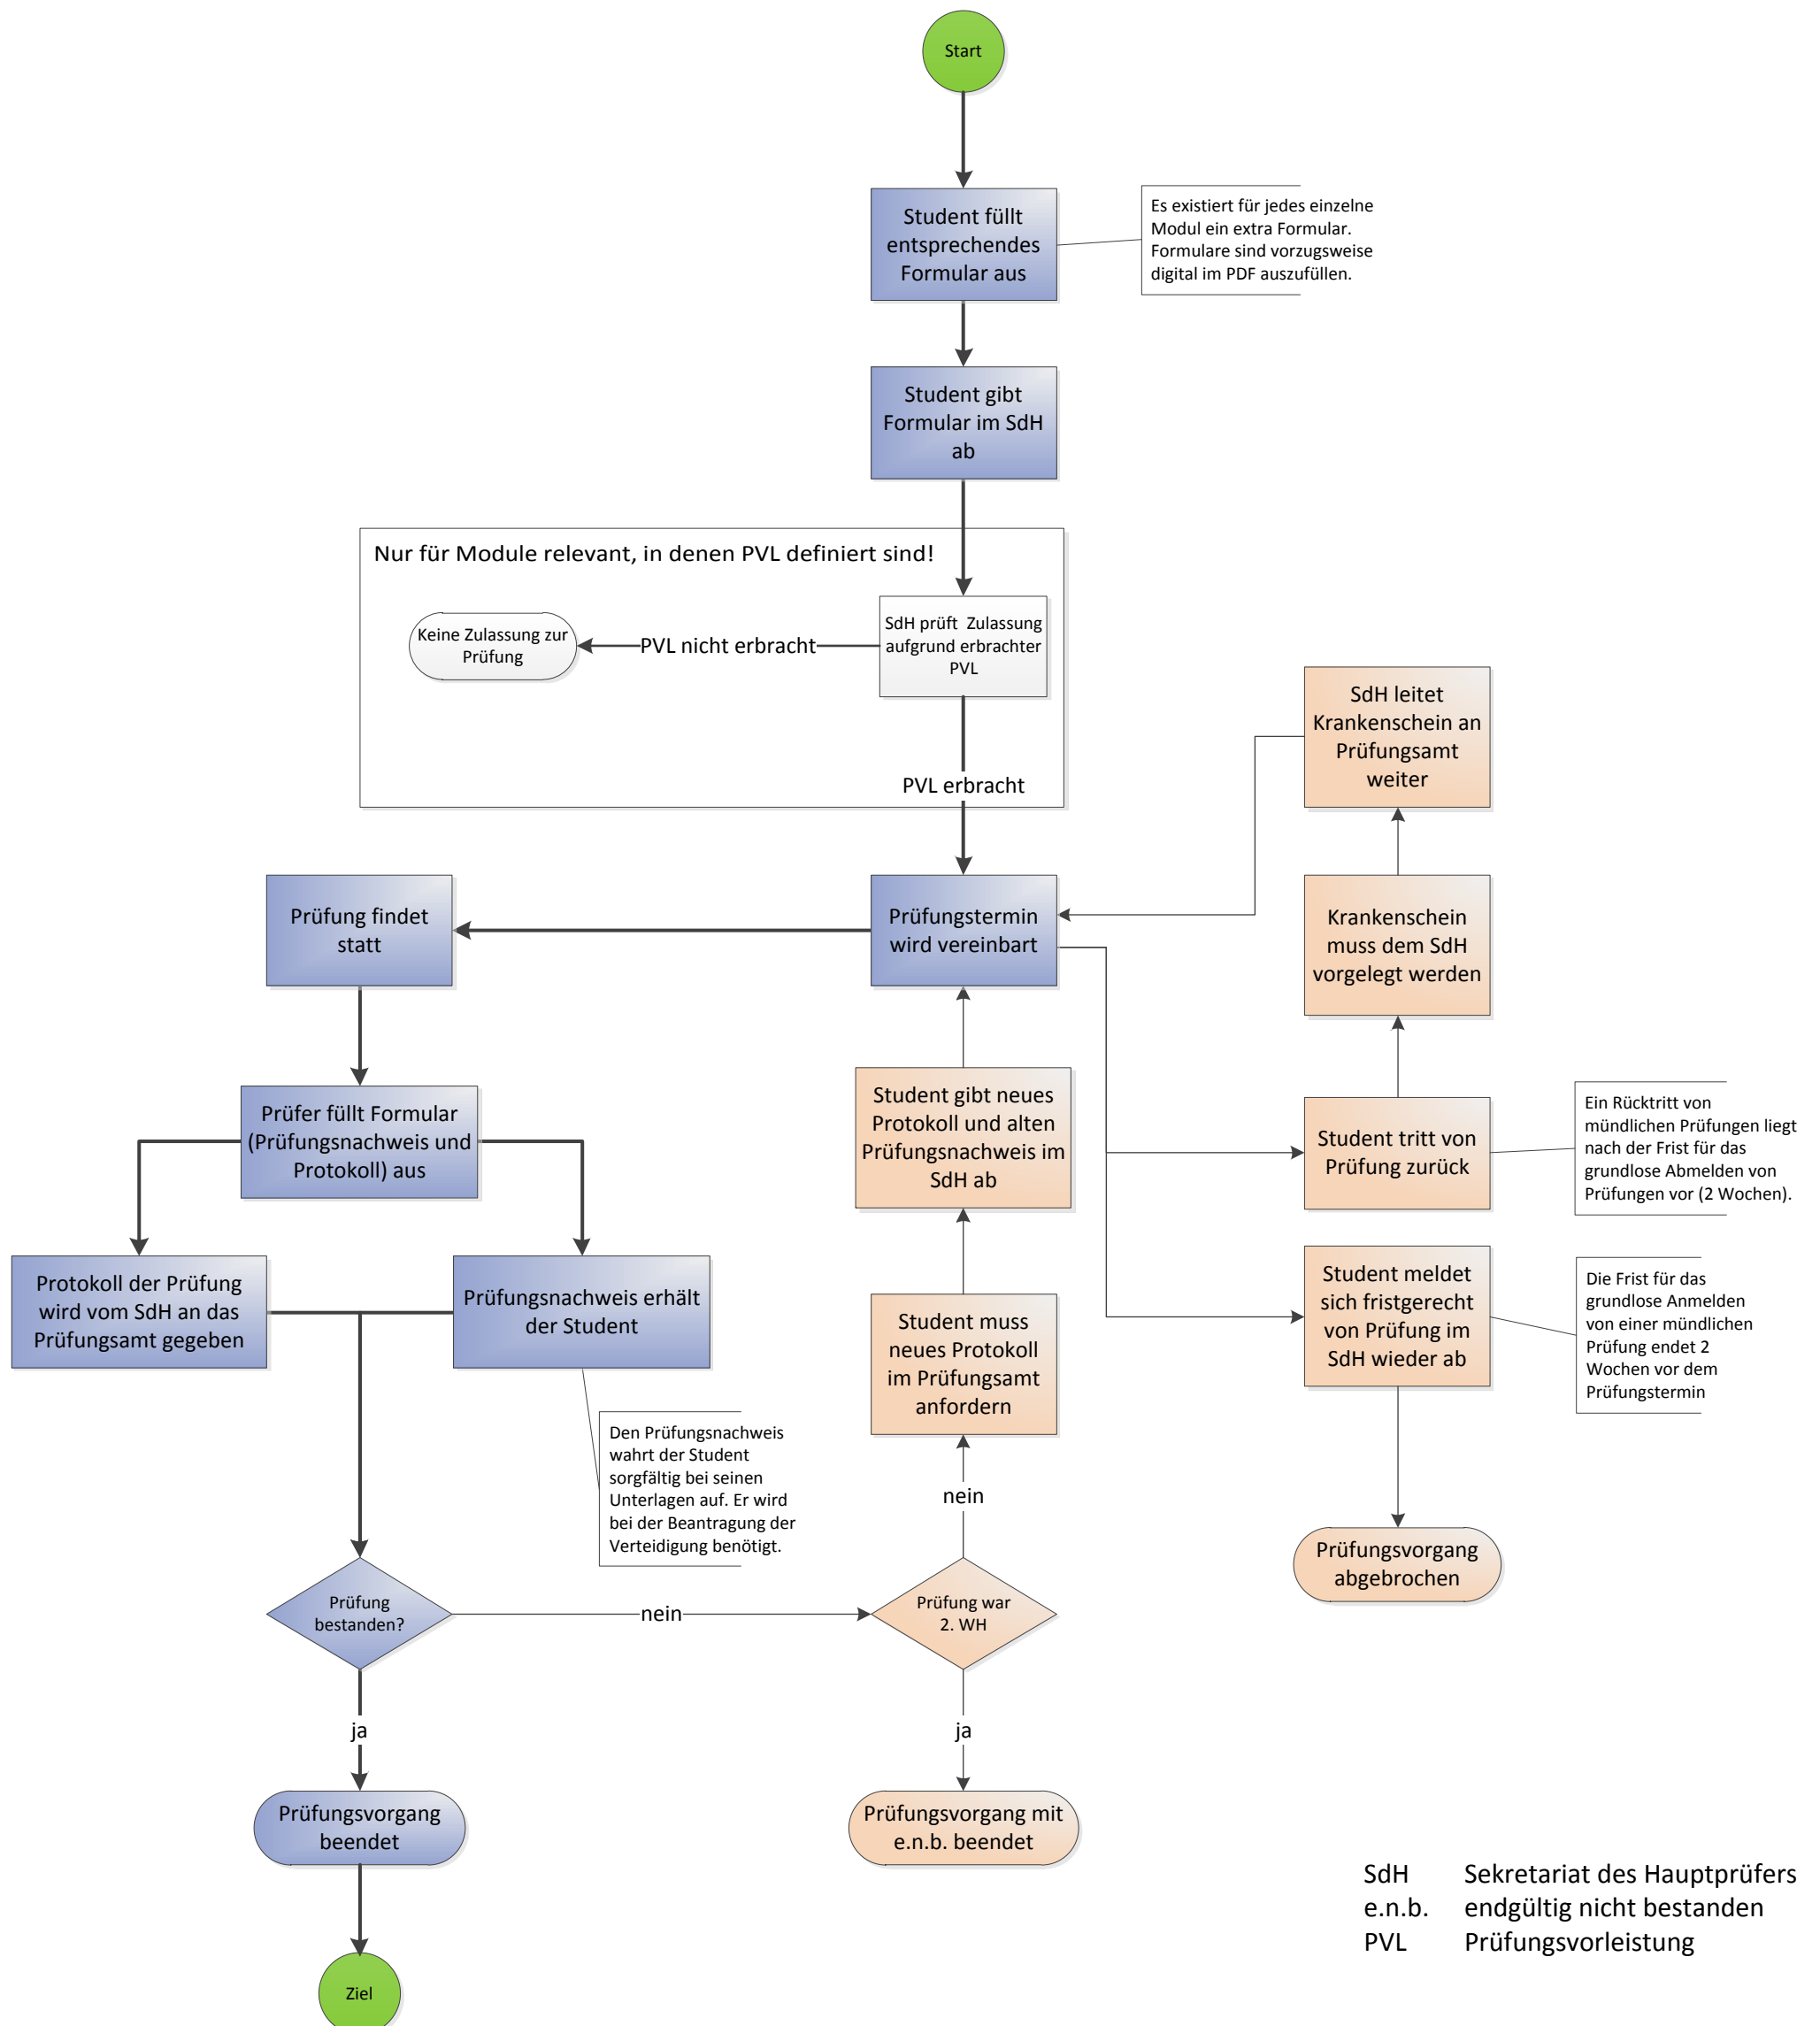 Start
Student füllt
entsprechendes
Formular aus
Es existiert für jedes einzelne
Modul ein extra Formular.
Formulare sind vorzugsweise
digital im PDF auszufüllen.
Student gibt
Formular im SdH
ab
Nur für Module relevant, in denen PVL definiert sind!
Keine Zulassung zur
Prüfung
PVL nicht erbracht
SdH prüft Zulassung
aufgrund erbrachter
PVL
PVL erbracht
SdH leitet
Krankenschein an
Prüfungsamt
weiter
Prüfung findet
statt
Prüfungstermin
wird vereinbart
Krankenschein
muss dem SdH
vorgelegt werden
Prüfer füllt Formular
(Prüfungsnachweis und
Protokoll) aus
Student gibt neues
Protokoll und alten
Prüfungsnachweis im
SdH ab
Student tritt von
Prüfung zurück
Ein Rücktritt von
mündlichen Prüfungen liegt
nach der Frist für das
grundlose Abmelden von
Prüfungen vor (2 Wochen).
Protokoll der Prüfung
wird vom SdH an das
Prüfungsamt gegeben
Prüfungsnachweis erhält
der Student
Student muss
neues Protokoll
im Prüfungsamt
anfordern
Student meldet
sich fristgerecht
von Prüfung im
SdH wieder ab
Die Frist für das
grundlose Anmelden
von einer mündlichen
Prüfung endet 2
Wochen vor dem
Prüfungstermin
Den Prüfungsnachweis
wahrt der Student
sorgfältig bei seinen
Unterlagen auf. Er wird
bei der Beantragung der
Verteidigung benötigt.
nein
Prüfungsvorgang
abgebrochen
Prüfung
bestanden?
nein
Prüfung war
2. WH
ja
ja
Prüfungsvorgang
beendet
Prüfungsvorgang mit
e.n.b. beendet
SdH Sekretariat des Hauptprüfers
e.n.b. endgültig nicht bestanden
PVL Prüfungsvorleistung
Ziel